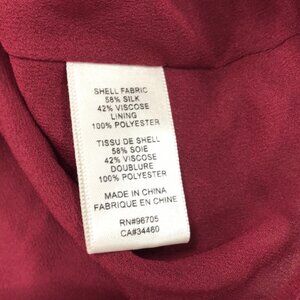 SHELL FABRIC
58% SILK
42% VISCOSE
LINING
100% POLYESTER
TISSU DE SHELL
58% SOIE
42% VISCOSE
DOUBLURE
100% POLYESTER
MADE IN CHINA
FABRIQUE EN CHINE
RN#96705
CA#34460